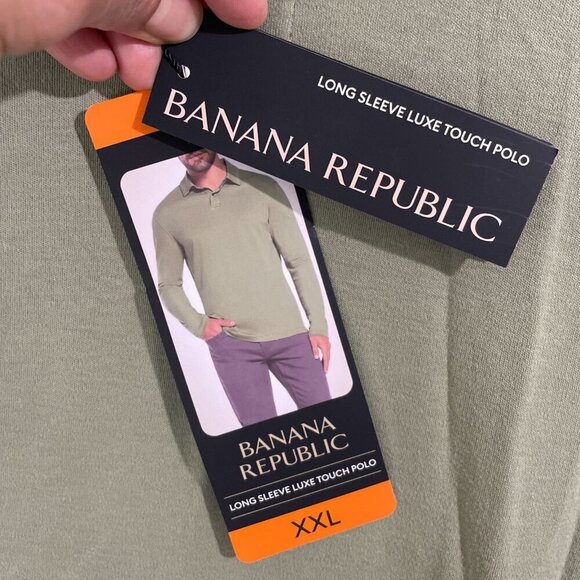 LONG SLEEVE LUXE TOUCH POLO
BANANA REPUBLIC
BANANA
REPUBLIC
LONG SLEEVE LUXE TOUCH POLO
XXL